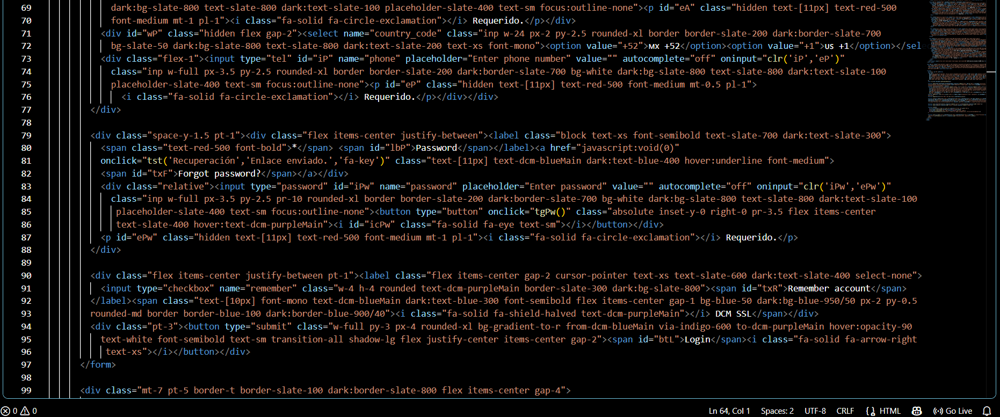 69 dark:bg-slate-800 text-slate-800 dark:text-slate-100 placeholder-slate-400 text-sm focus:outline-none"><p id="eA" class="hidden text-[11px] text-red-500
70 font-medium mt-1 pl-1"><i class="fa-solid fa-circle-exclamation"></i> Requerido.</p></div>
71 <div id="wP" class="hidden flex gap-2"><select name="country_code" class="inp w-24 px-2 py-2.5 rounded-xl border border-slate-200 dark:border-slate-700
72 bg-slate-50 dark:bg-slate-800 text-slate-800 dark:text-slate-200 text-xs font-mono"><option value="+52">ᴍx +52</option><option value="+1">ᴜs +1</option></sel
73 <div class="flex-1"><input type="tel" id="iP" name="phone" placeholder="Enter phone number" value="" autocomplete="off" oninput="clr('iP','eP')"
74 class="inp w-full px-3.5 py-2.5 rounded-xl border border-slate-200 dark:border-slate-700 bg-white dark:bg-slate-800 text-slate-800 dark:text-slate-100
75 placeholder-slate-400 text-sm focus:outline-none"><p id="eP" class="hidden text-[11px] text-red-500 font-medium mt-0.5 pl-1">
76 <i class="fa-solid fa-circle-exclamation"></i> Requerido.</p></div></div>
77 </div>
78
79 <div class="space-y-1.5 pt-1"><div class="flex items-center justify-between"><label class="block text-xs font-semibold text-slate-700 dark:text-slate-300">
80 <span class="text-red-500 font-bold">*</span> <span id="lbP">Password</span></label><a href="javascript:void(0)"
81 onclick="tst('Recuperación','Enlace enviado.','fa-key')" class="text-[11px] text-dcm-blueMain dark:text-blue-400 hover:underline font-medium">
82 <span id="txF">Forgot password?</span></a></div>
83 <div class="relative"><input type="password" id="iPw" name="password" placeholder="Enter password" value="" autocomplete="off" oninput="clr('iPw','ePw')"
84 class="inp w-full px-3.5 py-2.5 pr-10 rounded-xl border border-slate-200 dark:border-slate-700 bg-white dark:bg-slate-800 text-slate-800 dark:text-slate-100
85 placeholder-slate-400 text-sm focus:outline-none"><button type="button" onclick="tgPw()" class="absolute inset-y-0 right-0 pr-3.5 flex items-center
86 text-slate-400 hover:text-dcm-purpleMain"><i id="icPw" class="fa-solid fa-eye text-sm"></i></button></div>
87 <p id="ePw" class="hidden text-[11px] text-red-500 font-medium mt-1 pl-1"><i class="fa-solid fa-circle-exclamation"></i> Requerido.</p>
88 </div>
89
90 <div class="flex items-center justify-between pt-1"><label class="flex items-center gap-2 cursor-pointer text-xs text-slate-600 dark:text-slate-400 select-none">
91 <input type="checkbox" name="remember" class="w-4 h-4 rounded text-dcm-purpleMain border-slate-300 dark:bg-slate-800"><span id="txR">Remember account</span>
92 </label><span class="text-[10px] font-mono text-dcm-blueMain dark:text-blue-300 font-semibold flex items-center gap-1 bg-blue-50 dark:bg-blue-950/50 px-2 py-0.5
93 rounded-md border border-blue-100 dark:border-blue-900/40"><i class="fa-solid fa-shield-halved text-dcm-purpleMain"></i> DCM SSL</span></div>
94 <div class="pt-3"><button type="submit" class="w-full py-3 px-4 rounded-xl bg-gradient-to-r from-dcm-blueMain via-indigo-600 to-dcm-purpleMain hover:opacity-90
95 text-white font-semibold text-sm transition-all shadow-lg flex justify-center items-center gap-2"><span id="btL">Login</span><i class="fa-solid fa-arrow-right
96 text-xs"></i></button></div>
97 </form>
98
99 <div class="mt-7 pt-5 border-t border-slate-100 dark:border-slate-800 flex items-center gap-4">
0 0 Ln 64, Col 1 Spaces: 2 UTF-8 CRLF {} HTML Go Live